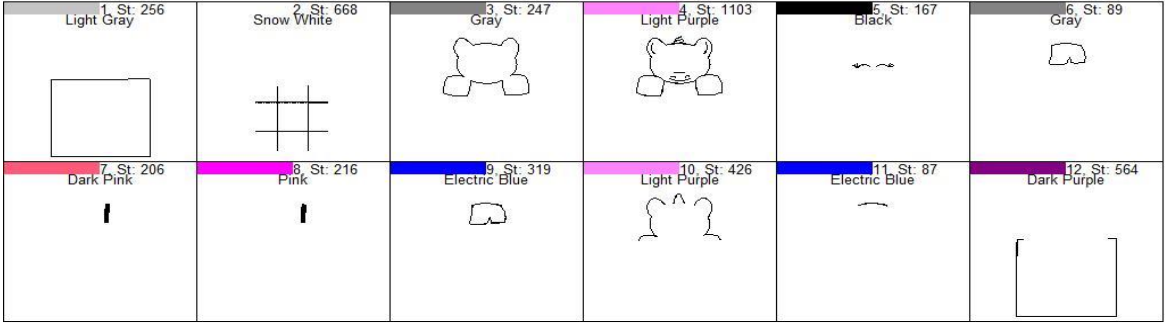 1, St: 256
Light Gray
2, St: 668
Snow White
3, St: 247
Gray
4, St: 1103
Light Purple
5, St: 167
Black
6, St: 89
Gray
7, St: 206
Dark Pink
8, St: 216
Pink
9, St: 319
Electric Blue
10, St: 426
Light Purple
11, St: 87
Electric Blue
12, St: 564
Dark Purple